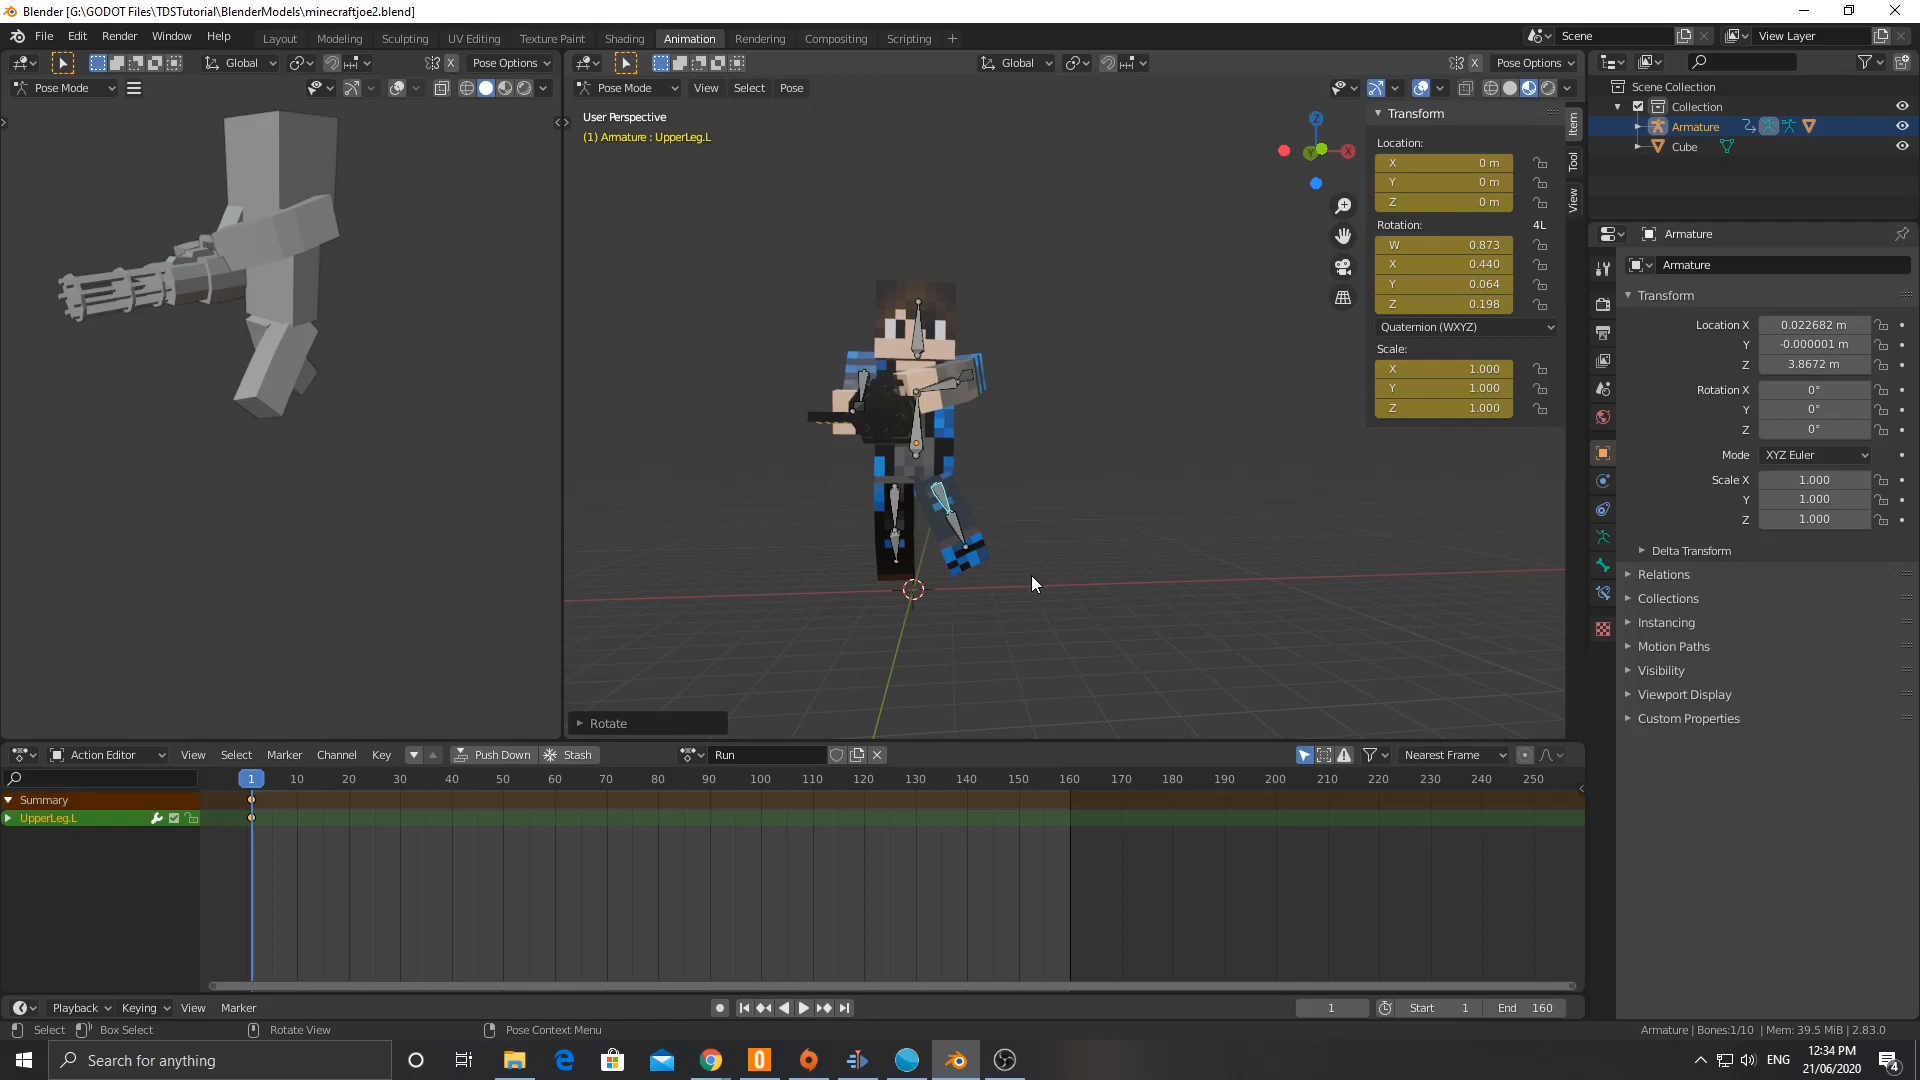 Blender [G:\GODOT Files\TDSTutorial\BlenderModels\minecraftjoe2.blend]
File Edit Render Window Help
Layout Modeling Sculpting UV Editing Texture Paint Shading Animation Rendering Compositing Scripting +
Scene
View Layer
Global
X
Pose Options
Global
X
Pose Options
Pose Mode
Pose Mode
View Select Pose
User Perspective
(1) Armature : UpperLeg.L
Z
X
Y
Rotate
Transform
Location:
X 0 m
Y 0 m
Z 0 m
Rotation: 4L
W 0.873
X 0.440
Y 0.064
Z 0.198
Quaternion (WXYZ)
Scale:
X 1.000
Y 1.000
Z 1.000
Item
Tool
View
Scene Collection
Collection
Armature
Cube
Armature
Armature
Transform
Location X 0.022682 m
Y -0.000001 m
Z 3.8672 m
Rotation X 0°
Y 0°
Z 0°
Mode XYZ Euler
Scale X 1.000
Y 1.000
Z 1.000
Delta Transform
Relations
Collections
Instancing
Motion Paths
Visibility
Viewport Display
Custom Properties
Action Editor View Select Marker Channel Key Push Down Stash Run Nearest Frame
1 10 20 30 40 50 60 70 80 90 100 110 120 130 140 150 160 170 180 190 200 210 220 230 240 250
Summary
UpperLeg.L
Playback Keying View Marker
1 Start 1 End 160
Select Box Select Rotate View Pose Context Menu
Armature | Bones:1/10 | Mem: 39.5 MiB | 2.83.0
Search for anything
ENG
12:34 PM
21/06/2020
4